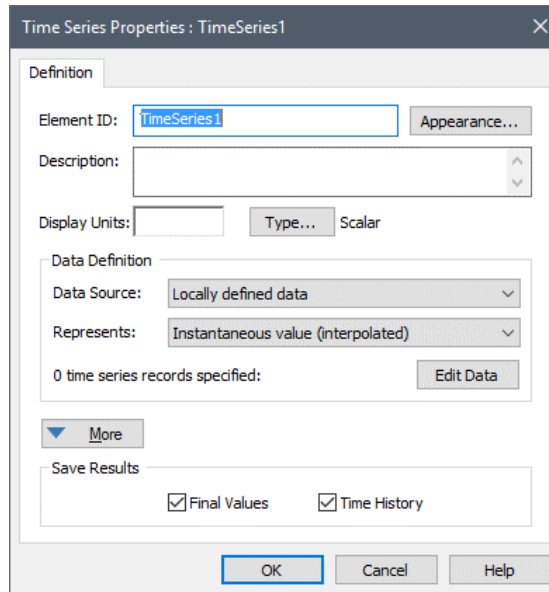 Time Series Properties : TimeSeries1
Definition
Element ID: TimeSeries1 Appearance...
Description:
Display Units: Type... Scalar
Data Definition
Data Source: Locally defined data
Represents: Instantaneous value (interpolated)
0 time series records specified: Edit Data
More
Save Results
Final Values Time History
OK Cancel Help